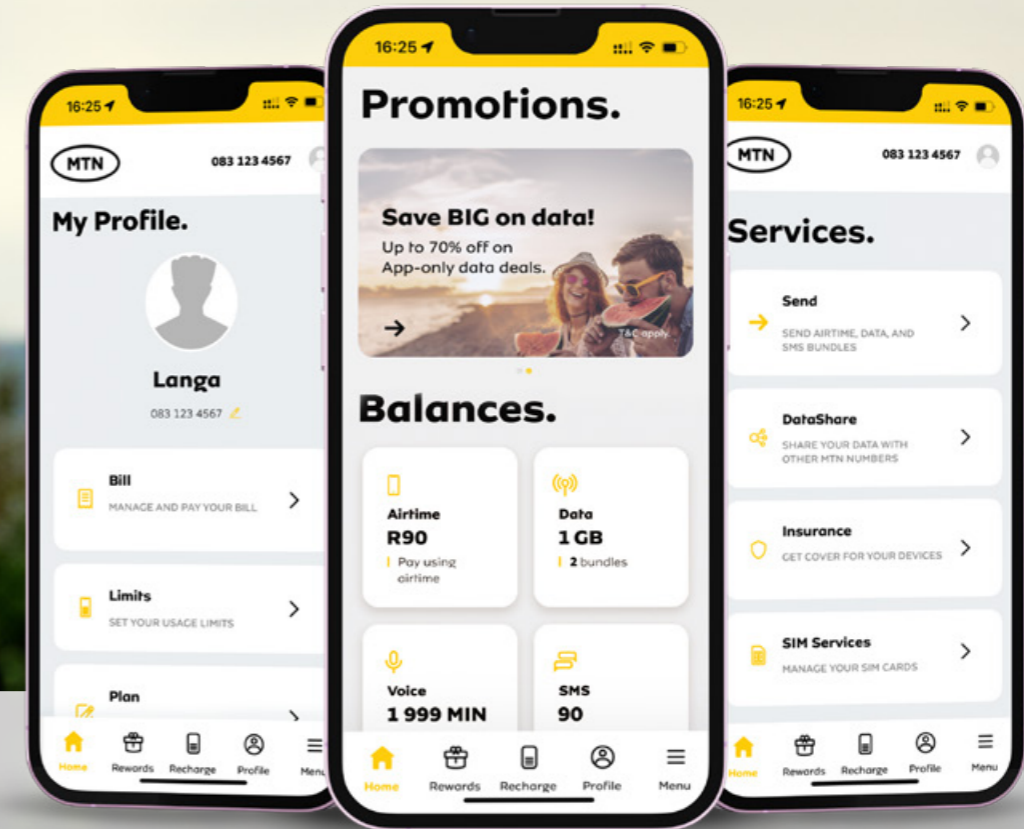 16:25
MTN
083 123 4567
My Profile.
Langa
083 123 4567
Bill
MANAGE AND PAY YOUR BILL
Limits
SET YOUR USAGE LIMITS
Plan
Home
Rewards
Recharge
Profile
Menu
16:25
Promotions.
Save BIG on data!
Up to 70% off on
App-only data deals.
T&C apply.
Balances.
Airtime
R90
Pay using
airtime
Data
1 GB
2 bundles
Voice
1 999 MIN
SMS
90
Home
Rewards
Recharge
Profile
Menu
16:25
MTN
083 123 4567
Services.
Send
SEND AIRTIME, DATA, AND
SMS BUNDLES
DataShare
SHARE YOUR DATA WITH
OTHER MTN NUMBERS
Insurance
GET COVER FOR YOUR DEVICES
SIM Services
MANAGE YOUR SIM CARDS
Home
Rewards
Recharge
Profile
Menu